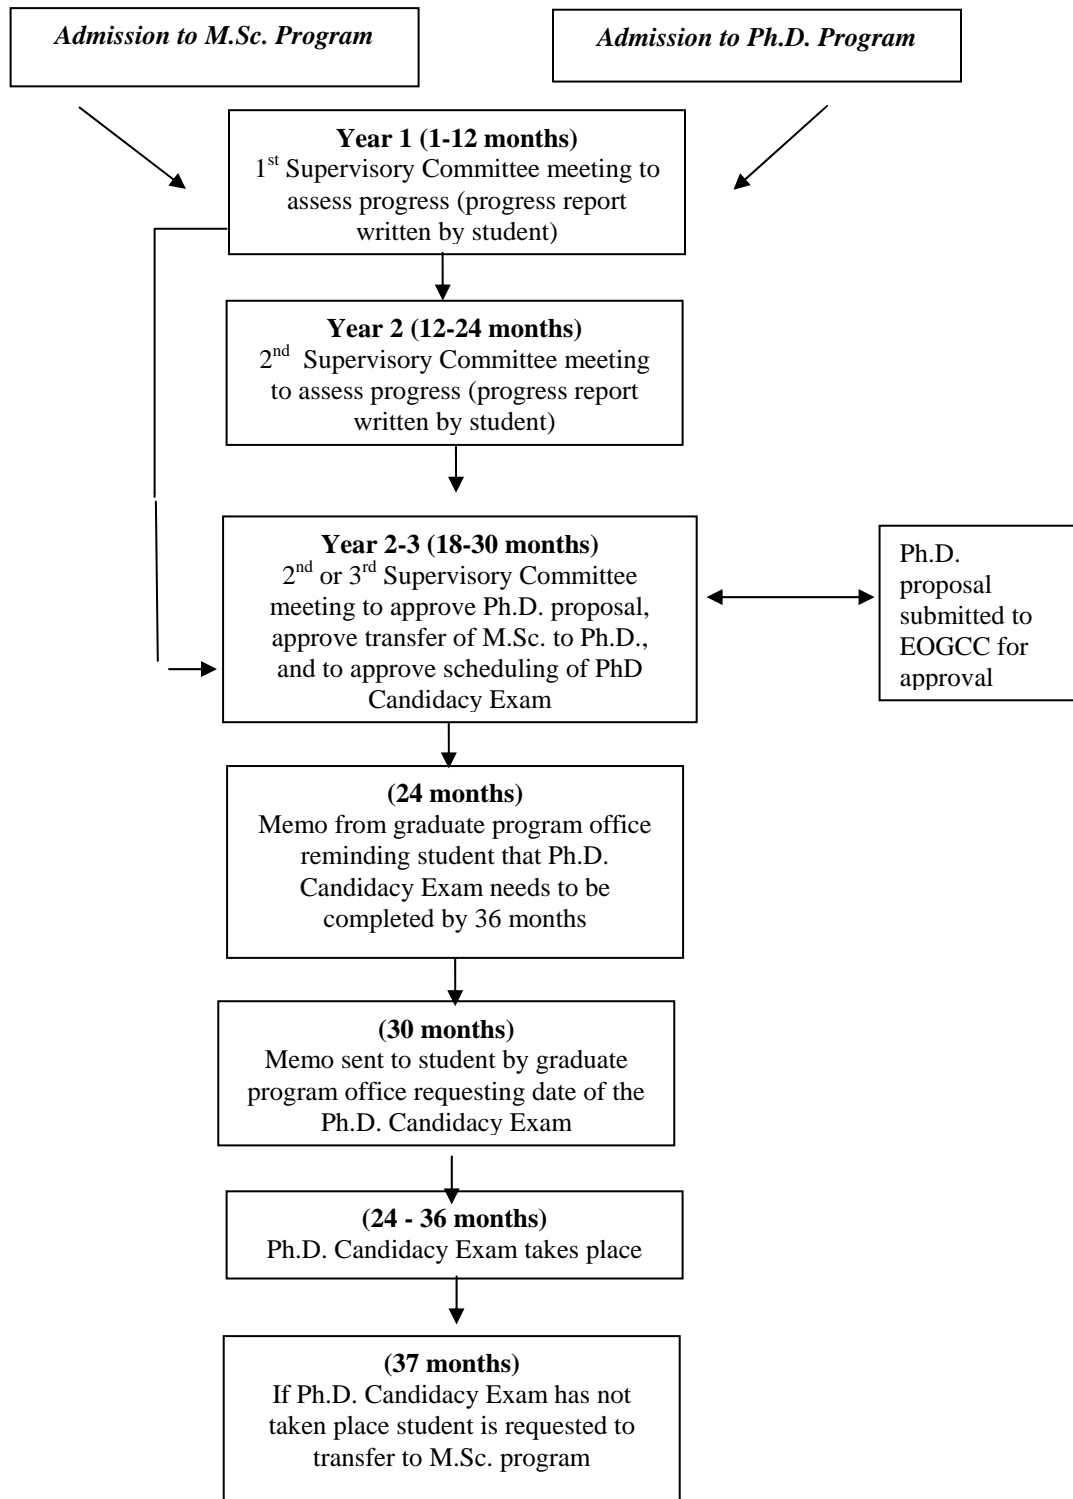 Admission to M.Sc. Program
Admission to Ph.D. Program
Year 1 (1-12 months)
1st Supervisory Committee meeting to
assess progress (progress report
written by student)
Year 2 (12-24 months)
2nd  Supervisory Committee meeting
to assess progress (progress report
written by student)
Year 2-3 (18-30 months)
2nd or 3rd Supervisory Committee
meeting to approve Ph.D. proposal,
approve transfer of M.Sc. to Ph.D.,
and to approve scheduling of PhD
Candidacy Exam
Ph.D.
proposal
submitted to
EOGCC for
approval
(24 months)
Memo from graduate program office
reminding student that Ph.D.
Candidacy Exam needs to be
completed by 36 months
(30 months)
Memo sent to student by graduate
program office requesting date of the
Ph.D. Candidacy Exam
(24 - 36 months)
Ph.D. Candidacy Exam takes place
(37 months)
If Ph.D. Candidacy Exam has not
taken place student is requested to
transfer to M.Sc. program